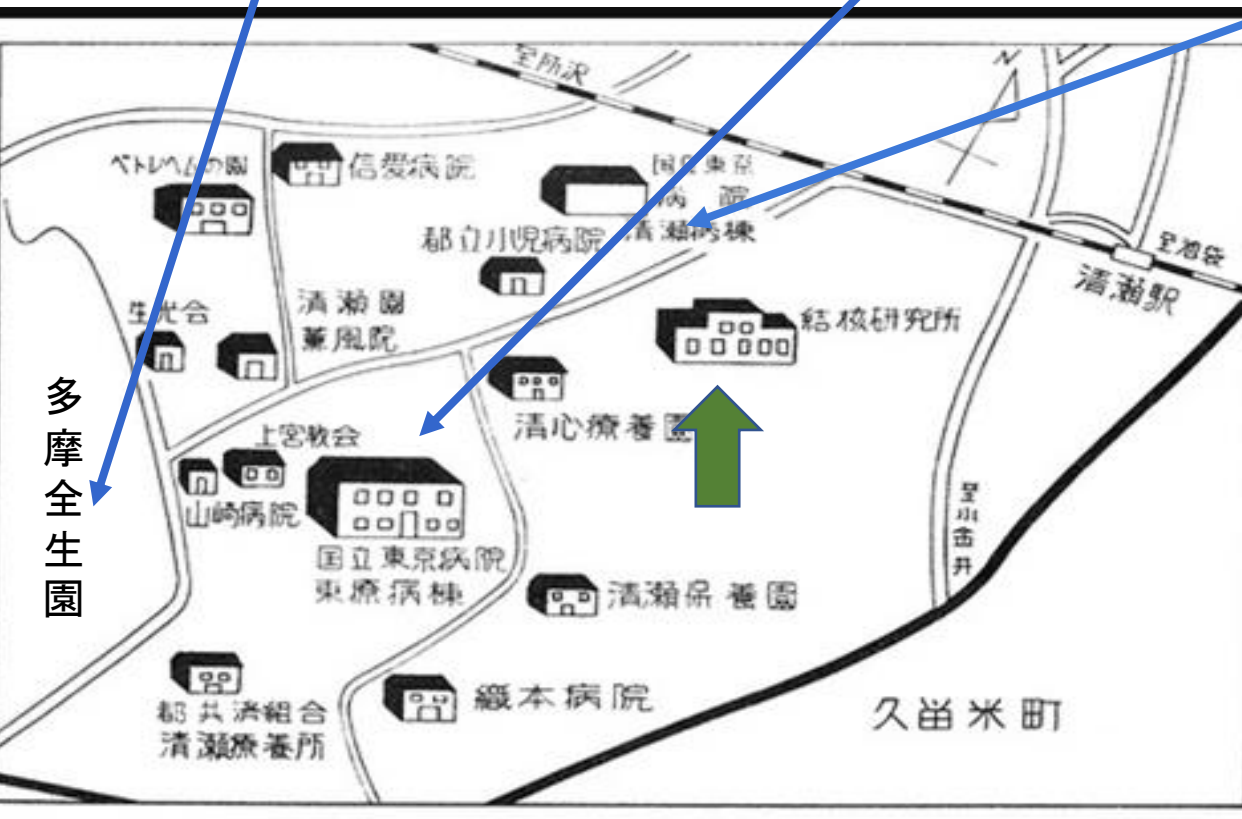 至所沢
N
ベトレヘムの園
信愛病院
国立東京
病院
清瀬病棟
都立小児病院
至池袋
清瀬駅
生光会
清瀬園
薫風院
結核研究所
清心療養園
多摩全生園
上宮教会
山崎病院
国立東京病院
東療病棟
至小金井
清瀬保養園
織本病院
都共済組合
清瀬療養所
久留米町